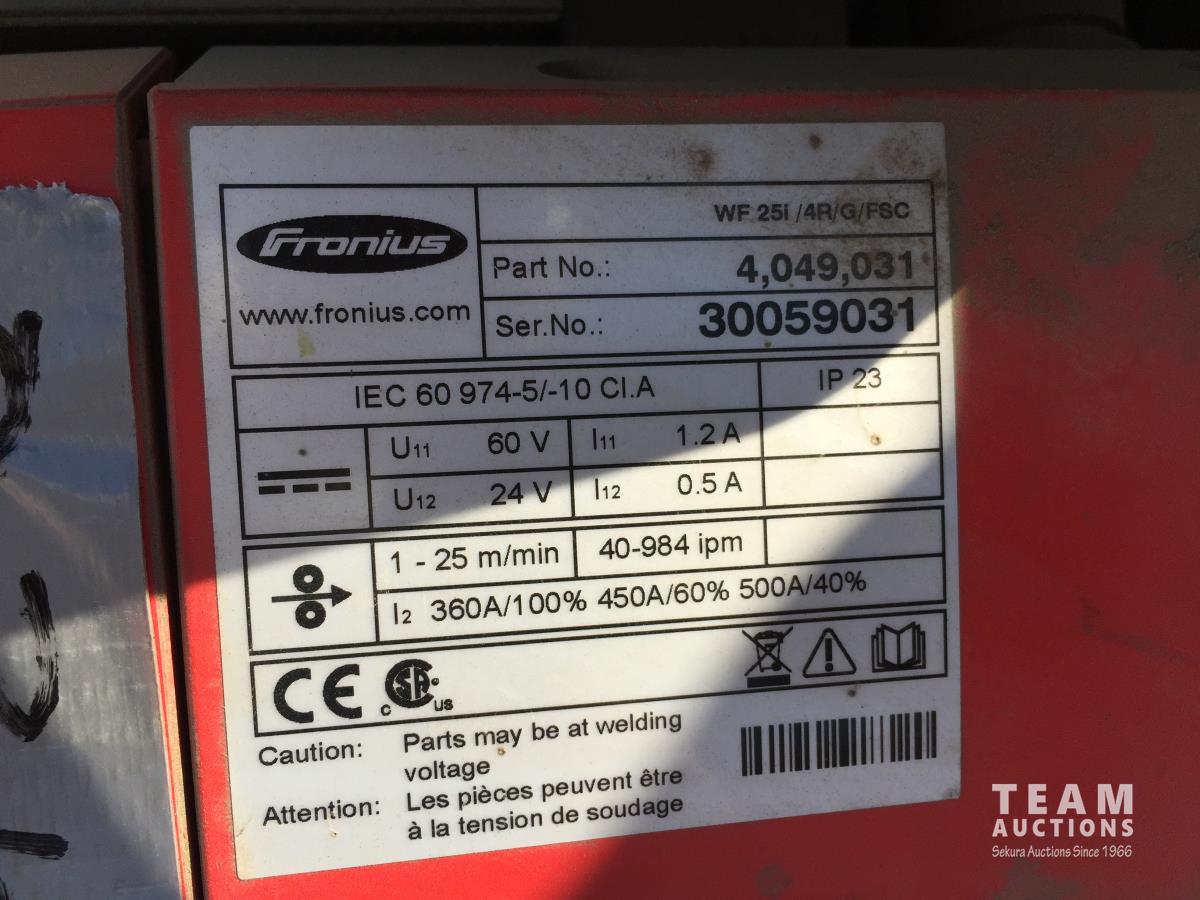 Fronius
www.fronius.com
WF 25i /4R/G/FSC
Part No.: 4,049,031
Ser.No.: 30059031
IEC 60 974-5/-10 Cl.A IP 23
U11 60 V I11 1.2 A
U12 24 V I12 0.5 A
1 - 25 m/min 40-984 ipm
I2 360A/100% 450A/60% 500A/40%
CE c SA us
Caution: Parts may be at welding
voltage
Attention: Les pièces peuvent être
à la tension de soudage
TEAM
AUCTIONS
Sekura Auctions Since 1966